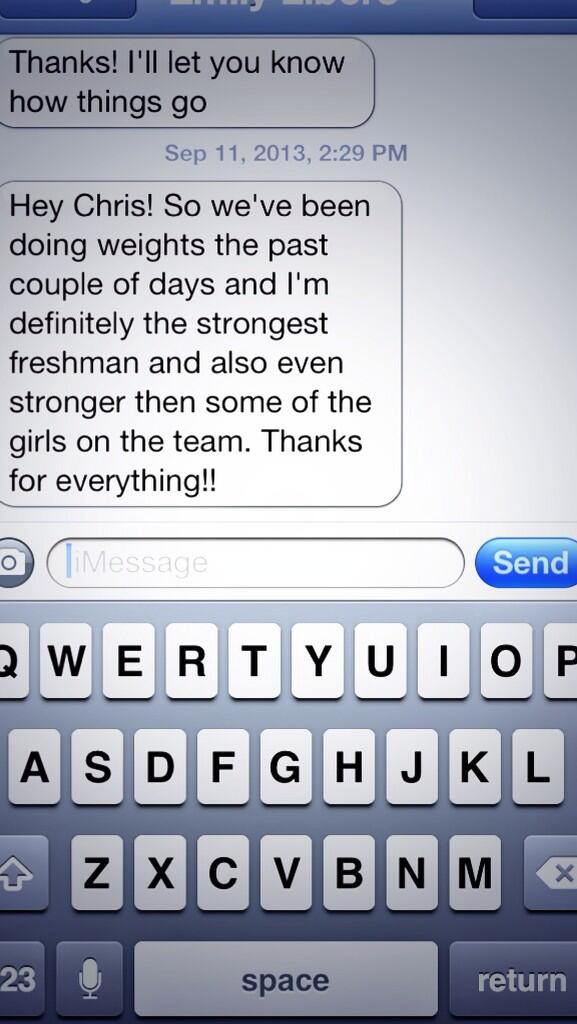 Thanks! I'll let you know
how things go
Sep 11, 2013, 2:29 PM
Hey Chris! So we've been
doing weights the past
couple of days and I'm
definitely the strongest
freshman and also even
stronger then some of the
girls on the team. Thanks
for everything!!
iMessage
Send
Q W E R T Y U I O P
A S D F G H J K L
Z X C V B N M
23 space return